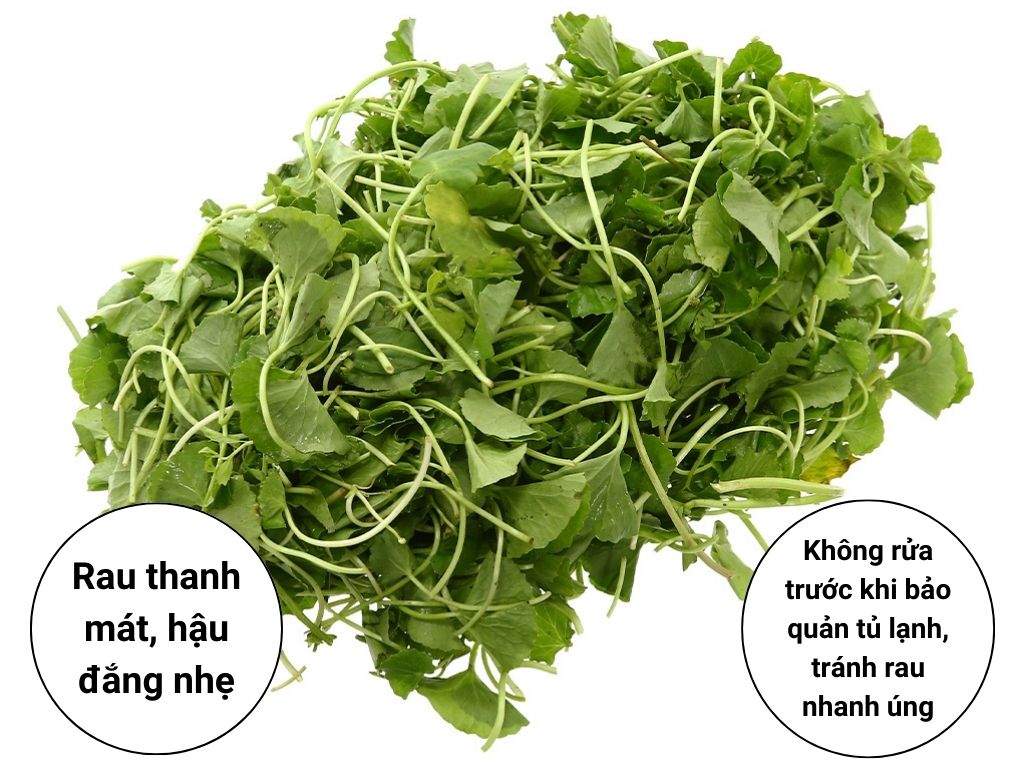 Rau thanh
mát, hậu
đắng nhẹ
Không rửa
trước khi bảo
quản tủ lạnh,
tránh rau
nhanh úng